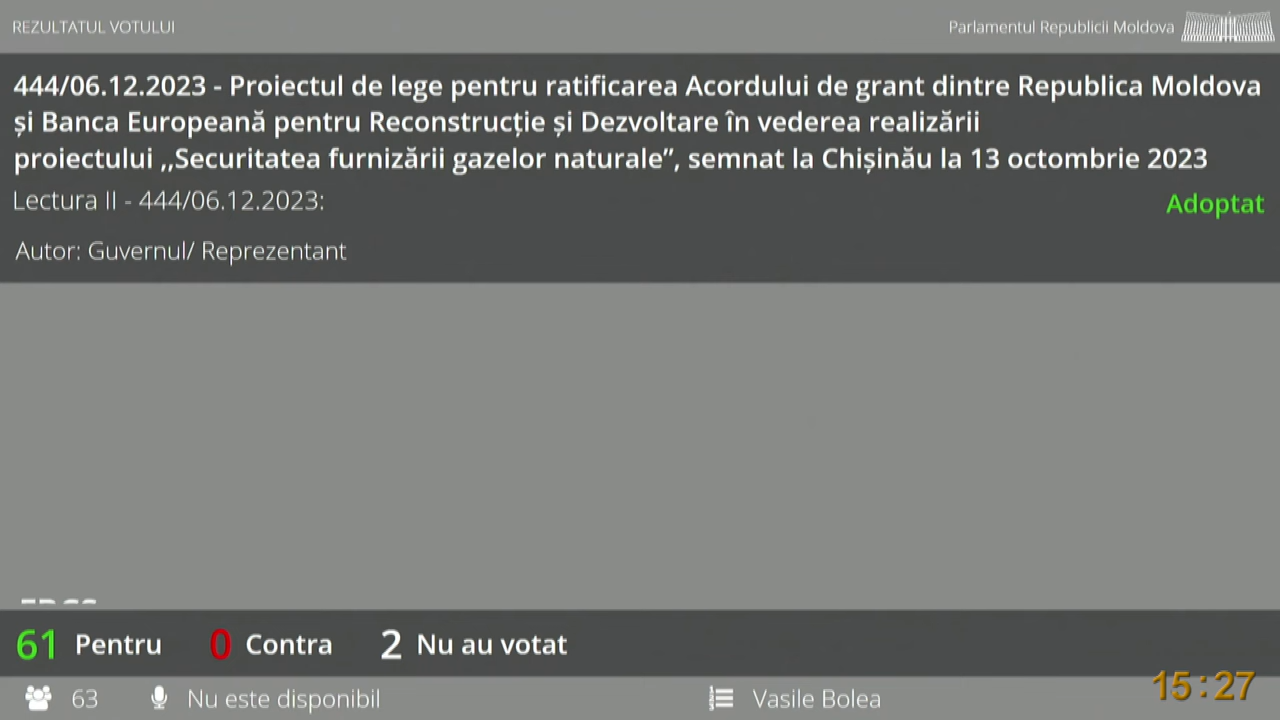 REZULTATUL VOTULUI
Parlamentul Republicii Moldova
444/06.12.2023 - Proiectul de lege pentru ratificarea Acordului de grant dintre Republica Moldova
și Banca Europeană pentru Reconstrucție și Dezvoltare în vederea realizării
proiectului ,,Securitatea furnizării gazelor naturale”, semnat la Chișinău la 13 octombrie 2023
Lectura II - 444/06.12.2023:
Adoptat
Autor: Guvernul/ Reprezentant
61 Pentru 0 Contra 2 Nu au votat
63 Nu este disponibil Vasile Bolea
15:27